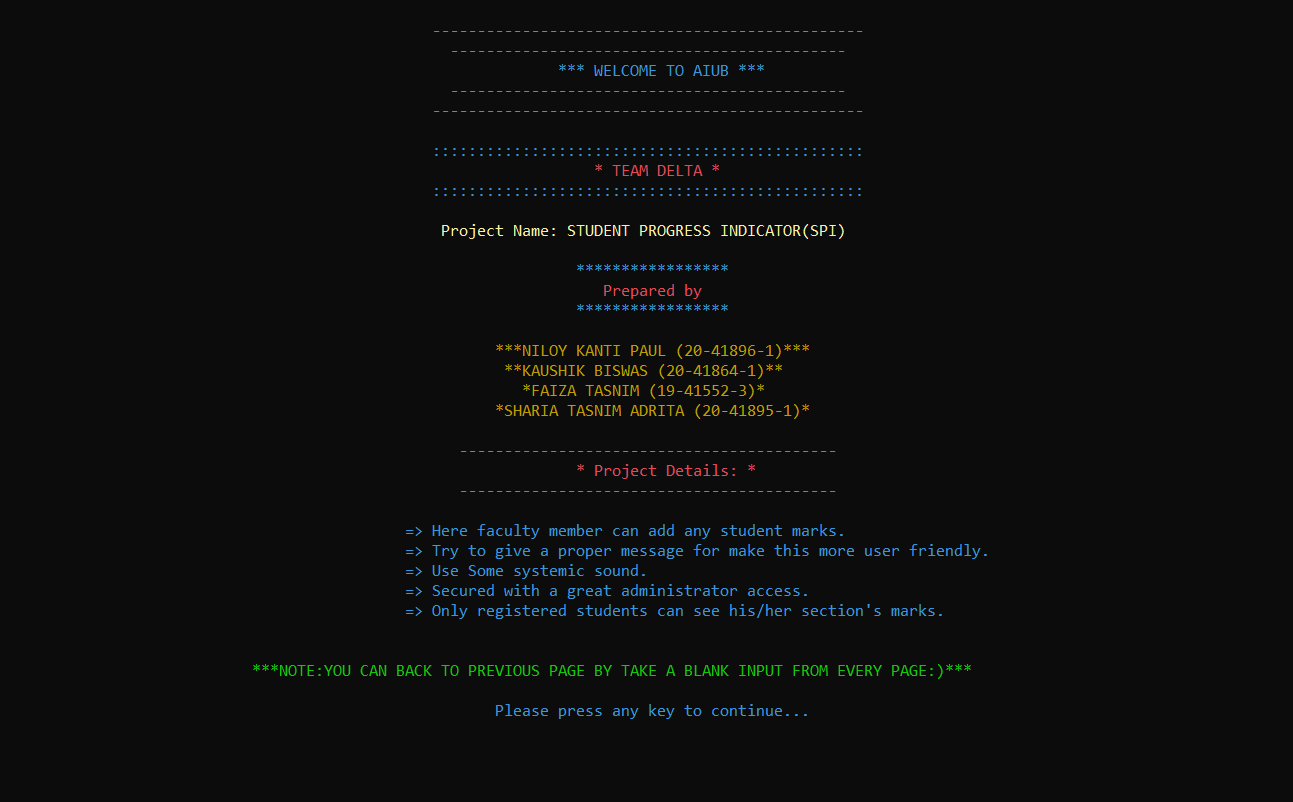 ------------------------------------------------
--------------------------------------------
*** WELCOME TO AIUB ***
--------------------------------------------
------------------------------------------------
::::::::::::::::::::::::::::::::::::::::::::::::
* TEAM DELTA *
::::::::::::::::::::::::::::::::::::::::::::::::
Project Name: STUDENT PROGRESS INDICATOR(SPI)
*****************
Prepared by
*****************
***NILOY KANTI PAUL (20-41896-1)***
**KAUSHIK BISWAS (20-41864-1)**
*FAIZA TASNIM (19-41552-3)*
*SHARIA TASNIM ADRITA (20-41895-1)*
------------------------------------------
* Project Details: *
------------------------------------------
=> Here faculty member can add any student marks.
=> Try to give a proper message for make this more user friendly.
=> Use Some systemic sound.
=> Secured with a great administrator access.
=> Only registered students can see his/her section's marks.
***NOTE:YOU CAN BACK TO PREVIOUS PAGE BY TAKE A BLANK INPUT FROM EVERY PAGE:)***
Please press any key to continue...